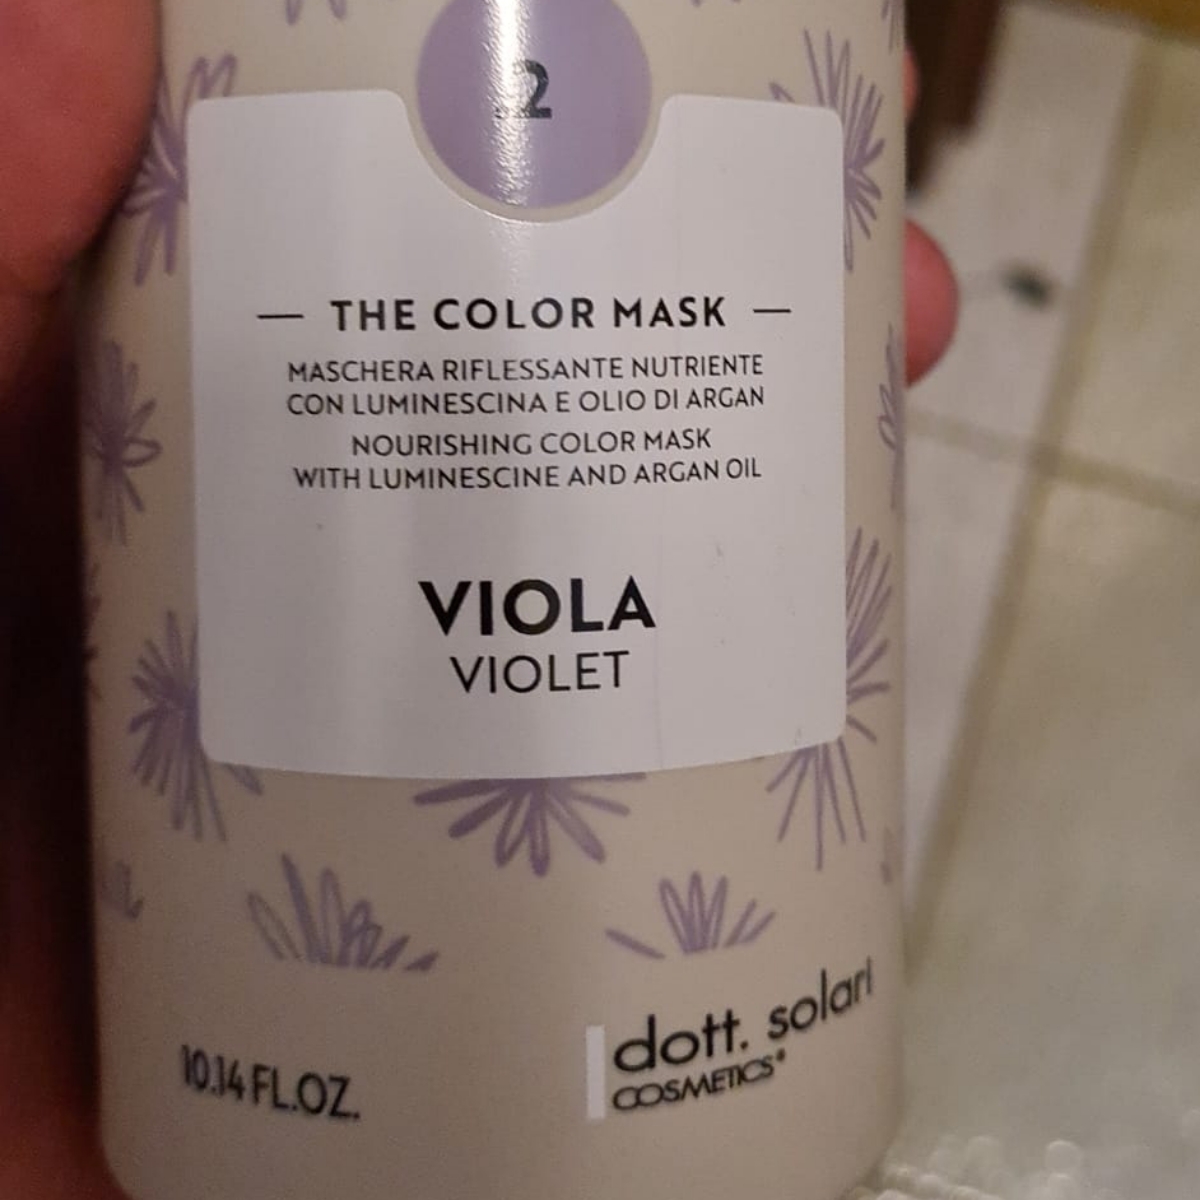 .2
THE COLOR MASK
MASCHERA RIFLESSANTE NUTRIENTE
CON LUMINESCINA E OLIO DI ARGAN
NOURISHING COLOR MASK
WITH LUMINESCINE AND ARGAN OIL
VIOLA
VIOLET
10.14 FL.OZ.
dott. solari
COSMETICS®